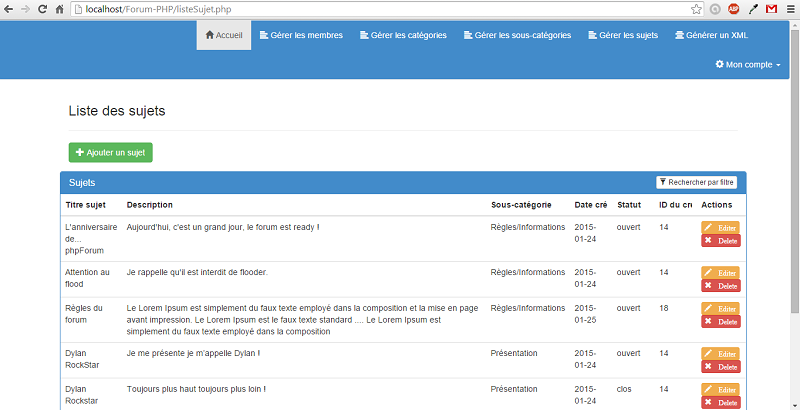 localhost/Forum-PHP/listeSujet.php
ABP
Accueil
Gérer les membres
Gérer les catégories
Gérer les sous-catégories
Gérer les sujets
Générer un XML
Mon compte
Liste des sujets
Ajouter un sujet
Sujets
Rechercher par filtre
Titre sujet Description Sous-catégorie Date cré Statut ID du cre Actions
L'anniversaire Aujourd'hui, c'est un grand jour, le forum est ready ! Règles/Informations 2015- ouvert 14 Editer
de... 01-24 Delete
phpForum
Attention au Je rappelle qu'il est interdit de flooder. Règles/Informations 2015- ouvert 14 Editer
flood 01-24 Delete
Règles du Le Lorem Ipsum est simplement du faux texte employé dans la composition et la mise en page Règles/Informations 2015- ouvert 18 Editer
forum avant impression. Le Lorem Ipsum est le faux texte standard .... Le Lorem Ipsum est 01-25 Delete
simplement du faux texte employé dans la composition
Dylan Je me présente je m'appelle Dylan ! Présentation 2015- ouvert 14 Editer
RockStar 01-24 Delete
Dylan Toujours plus haut toujours plus loin ! Présentation 2015- clos 14 Editer
Rockstar 01-24 Delete